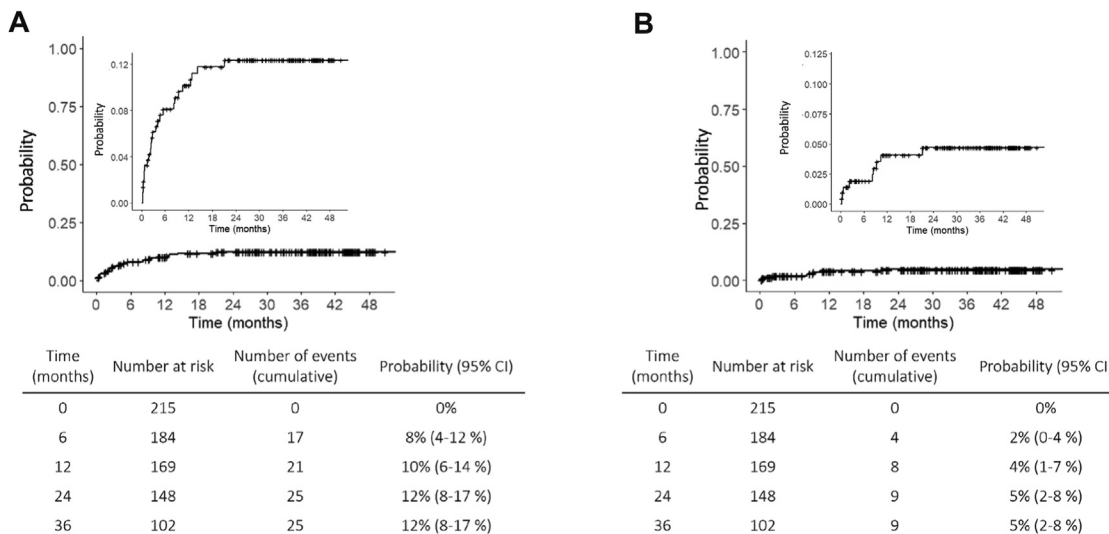 A
1.00
0.75
0.50
0.25
0.00
Probability
0 6 12 18 24 30 36 42 48
Time (months)
0.12
0.08
0.04
0.00
Probability
0 6 12 18 24 30 36 42 48
Time (months)
Time (months) Number at risk Number of events (cumulative) Probability (95% CI)
0 215 0 0%
6 184 17 8% (4-12 %)
12 169 21 10% (6-14 %)
24 148 25 12% (8-17 %)
36 102 25 12% (8-17 %)
B
1.00
0.75
0.50
0.25
0.00
Probability
0 6 12 18 24 30 36 42 48
Time (months)
0.125
0.100
0.075
0.050
0.025
0.000
Probability
0 6 12 18 24 30 36 42 48
Time (months)
Time (months) Number at risk Number of events (cumulative) Probability (95% CI
0 215 0 0%
6 184 4 2% (0-4 %)
12 169 8 4% (1-7 %)
24 148 9 5% (2-8 %)
36 102 9 5% (2-8 %)